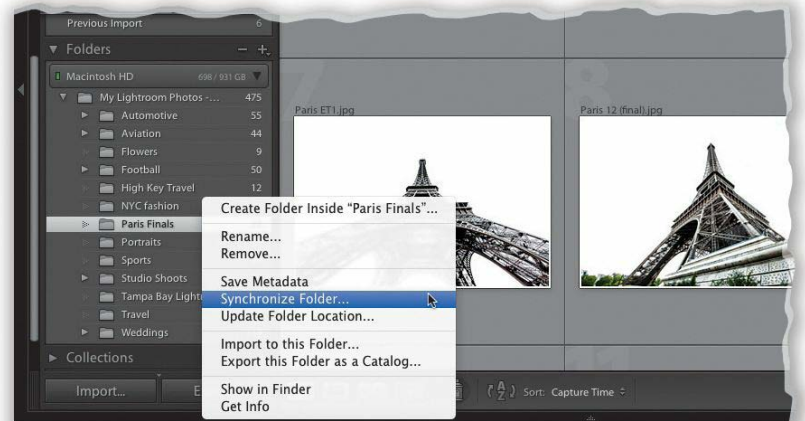 Previous Import 6
Folders
Macintosh HD 698 / 931 GB
My Lightroom Photos -... 475
Automotive 55
Aviation 44
Flowers 9
Football 50
High Key Travel 12
NYC fashion
Paris Finals
Portraits
Sports
Studio Shoots
Tampa Bay Light
Travel
Weddings
Collections
Import...
E
7
8
Paris ET1.jpg
Paris 12 (final).jpg
Create Folder Inside “Paris Finals”...
Rename...
Remove...
Save Metadata
Synchronize Folder...
Update Folder Location...
Import to this Folder...
Export this Folder as a Catalog...
Show in Finder
Get Info
11
Sort: Capture Time